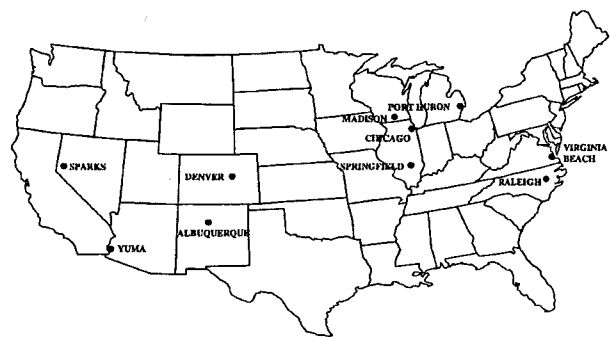 PORT HURON
MADISON
CHICAGO
VIRGINIA
BEACH
SPARKS
SPRINGFIELD
DENVER
RALEIGH
ALBUQUERQUE
YUMA